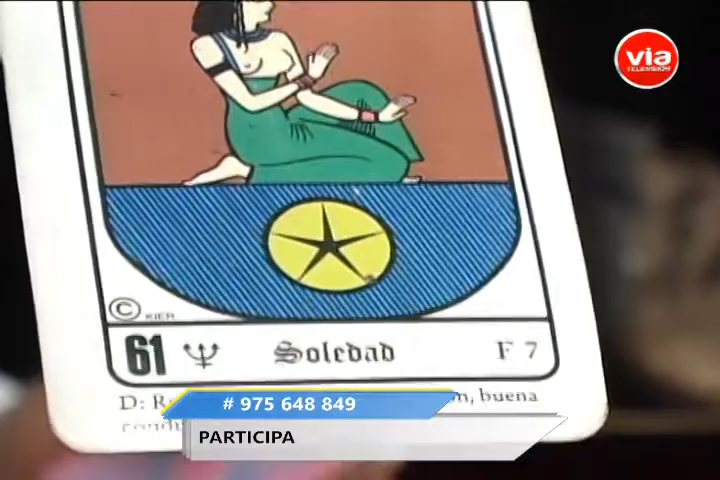 via
TELEVISIÓN
© KIER
61 Soledad F 7
D: buena
# 975 648 849
PARTICIPA